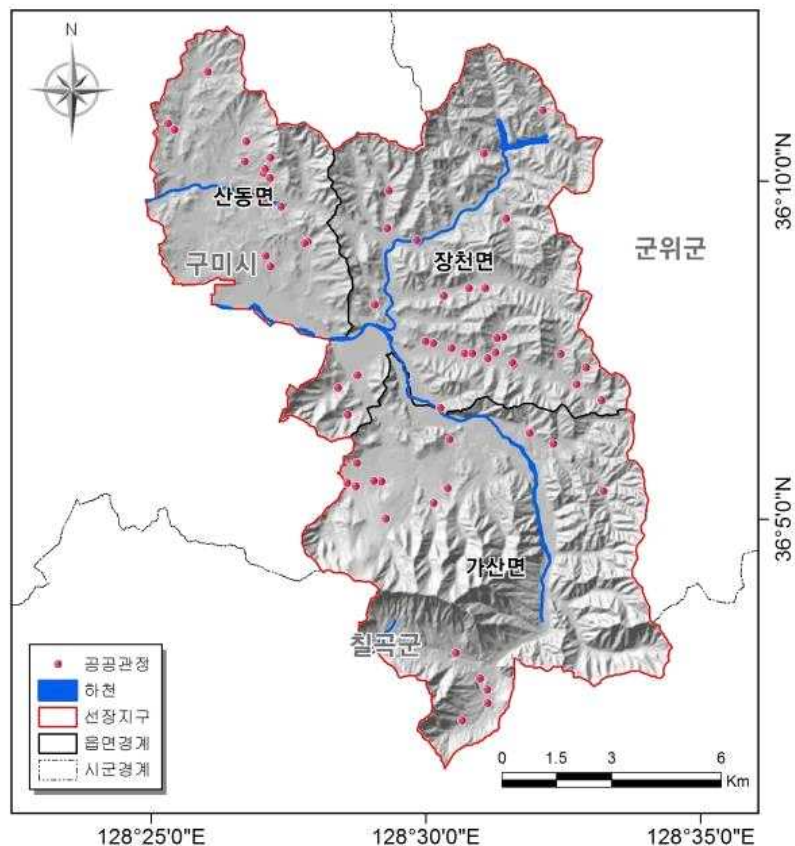 N
산동면
구미시
장천면
군위군
가산면
칠곡군
공공관정
하천
선장지구
읍면경계
시군경계
0 1.5 3 6
Km
36°10'0"N
36°5'0"N
128°25'0"E 128°30'0"E 128°35'0"E